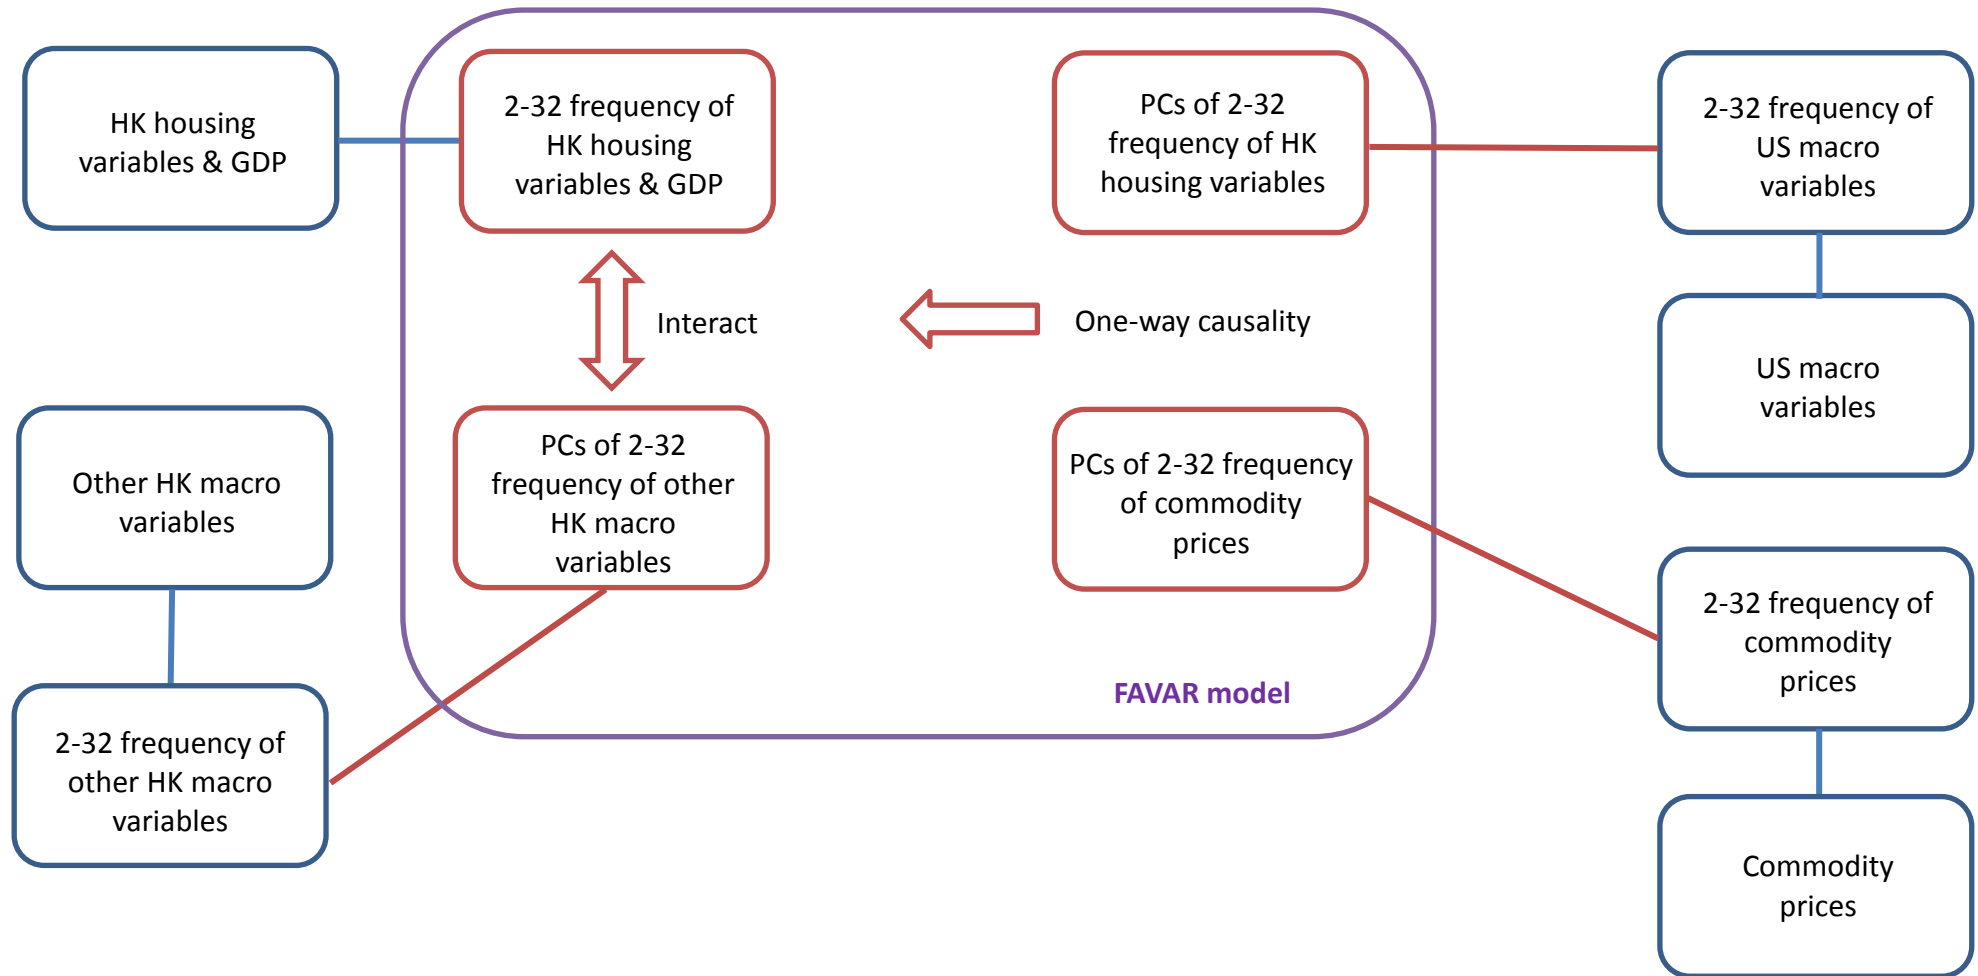 HK housing
variables & GDP
2-32 frequency of
HK housing
variables & GDP
PCs of 2-32
frequency of HK
housing variables
2-32 frequency of
US macro
variables
Interact
One-way causality
US macro
variables
Other HK macro
variables
PCs of 2-32
frequency of other
HK macro
variables
PCs of 2-32 frequency
of commodity
prices
2-32 frequency of
commodity
prices
FAVAR model
2-32 frequency of
other HK macro
variables
Commodity
prices